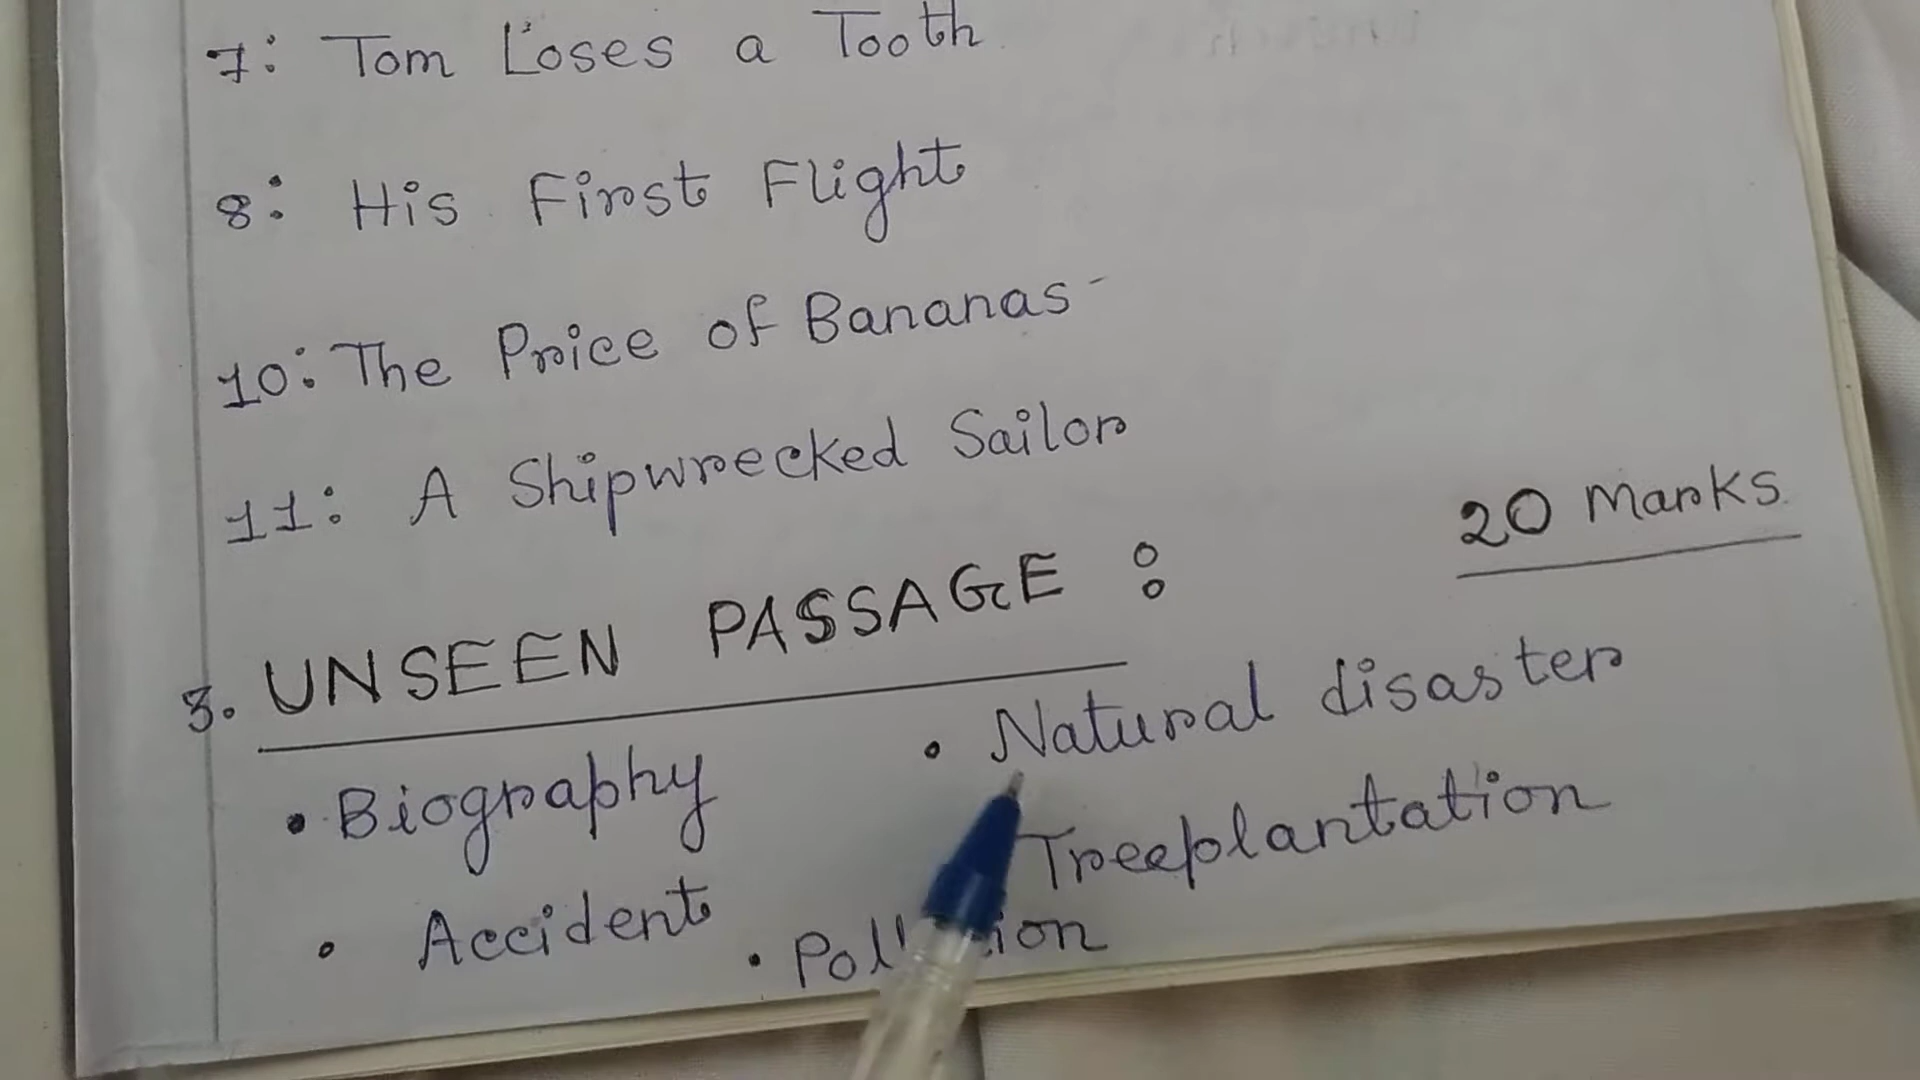 7: Tom Loses a Tooth
8: His First Flight
10: The Price of Bananas
11: A Shipwrecked Sailor
20 Marks
3. UNSEEN PASSAGE :
• Biography
• Natural disaster
Treeplantation
• Accident